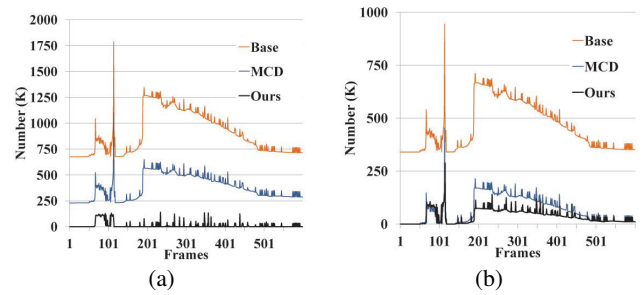 2000
1750
1500
1250
1000
750
500
250
0
Number (K)
Base
MCD
Ours
1 101 201 301 401 501
Frames
(a)
1000
750
500
250
0
Number (K)
Base
MCD
Ours
1 101 201 301 401 501
Frames
(b)